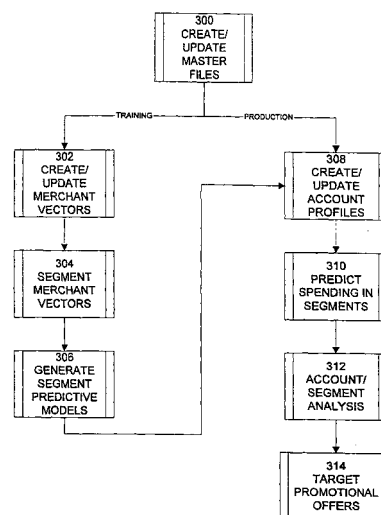 300
CREATE/
UPDATE
MASTER
FILES
TRAINING
PRODUCTION
302
CREATE/
UPDATE
MERCHANT
VECTORS
304
SEGMENT
MERCHANT
VECTORS
306
GENERATE
SEGMENT
PREDICTIVE
MODELS
308
CREATE/
UPDATE
ACCOUNT
PROFILES
310
PREDICT
SPENDING IN
SEGMENTS
312
ACCOUNT/
SEGMENT
ANALYSIS
314
TARGET
PROMOTIONAL
OFFERS